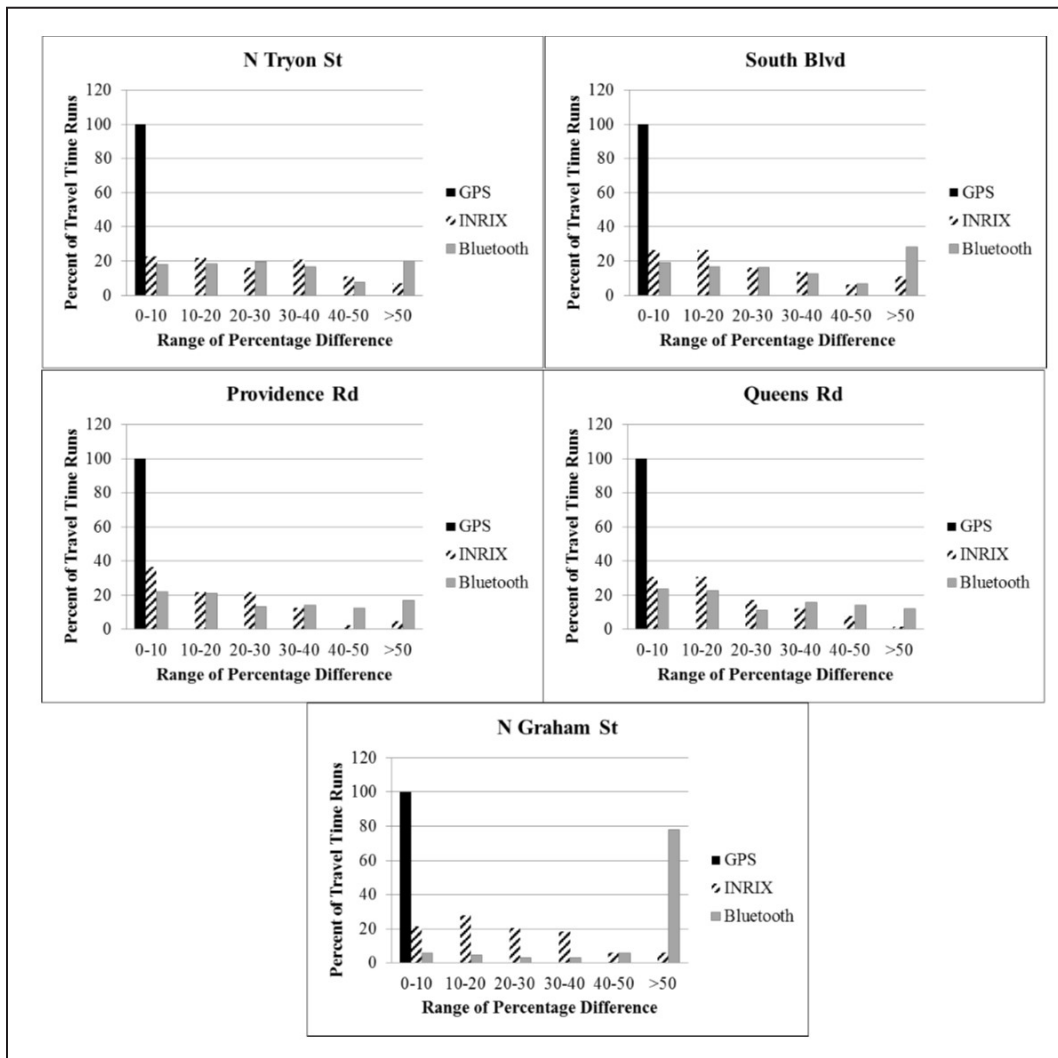 N Tryon St
Percent of Travel Time Runs
120
100
80
60
40
20
0
0-10 10-20 20-30 30-40 40-50 >50
Range of Percentage Difference
GPS
INRIX
Bluetooth
South Blvd
Percent of Travel Time Runs
120
100
80
60
40
20
0
0-10 10-20 20-30 30-40 40-50 >50
Range of Percentage Difference
GPS
INRIX
Bluetooth
Providence Rd
Percent of Travel Time Runs
120
100
80
60
40
20
0
0-10 10-20 20-30 30-40 40-50 >50
Range of Percentage Difference
GPS
INRIX
Bluetooth
Queens Rd
Percent of Travel Time Runs
120
100
80
60
40
20
0
0-10 10-20 20-30 30-40 40-50 >50
Range of Percentage Difference
GPS
INRIX
Bluetooth
N Graham St
Percent of Travel Time Runs
120
100
80
60
40
20
0
0-10 10-20 20-30 30-40 40-50 >50
Range of Percentage Difference
GPS
INRIX
Bluetooth